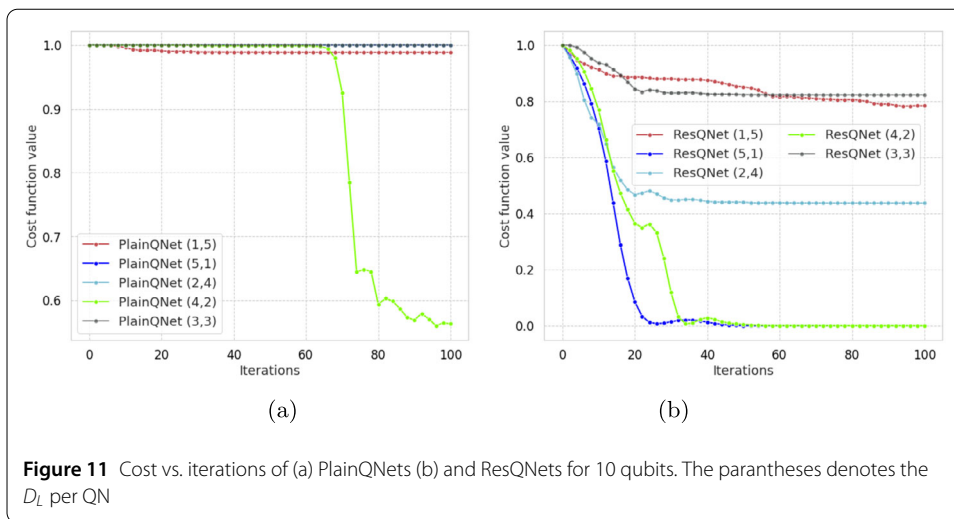 1.0
0.9
0.8
0.7
0.6
Cost function value
PlainQNet (1,5)
PlainQNet (5,1)
PlainQNet (2,4)
PlainQNet (4,2)
PlainQNet (3,3)
0 20 40 60 80 100
Iterations
(a)
1.0
0.8
0.6
0.4
0.2
0.0
Cost function value
ResQNet (1,5)
ResQNet (5,1)
ResQNet (2,4)
ResQNet (4,2)
ResQNet (3,3)
0 20 40 60 80 100
Iterations
(b)
Figure 11 Cost vs. iterations of (a) PlainQNets (b) and ResQNets for 10 qubits. The parantheses denotes the
D_L per QN